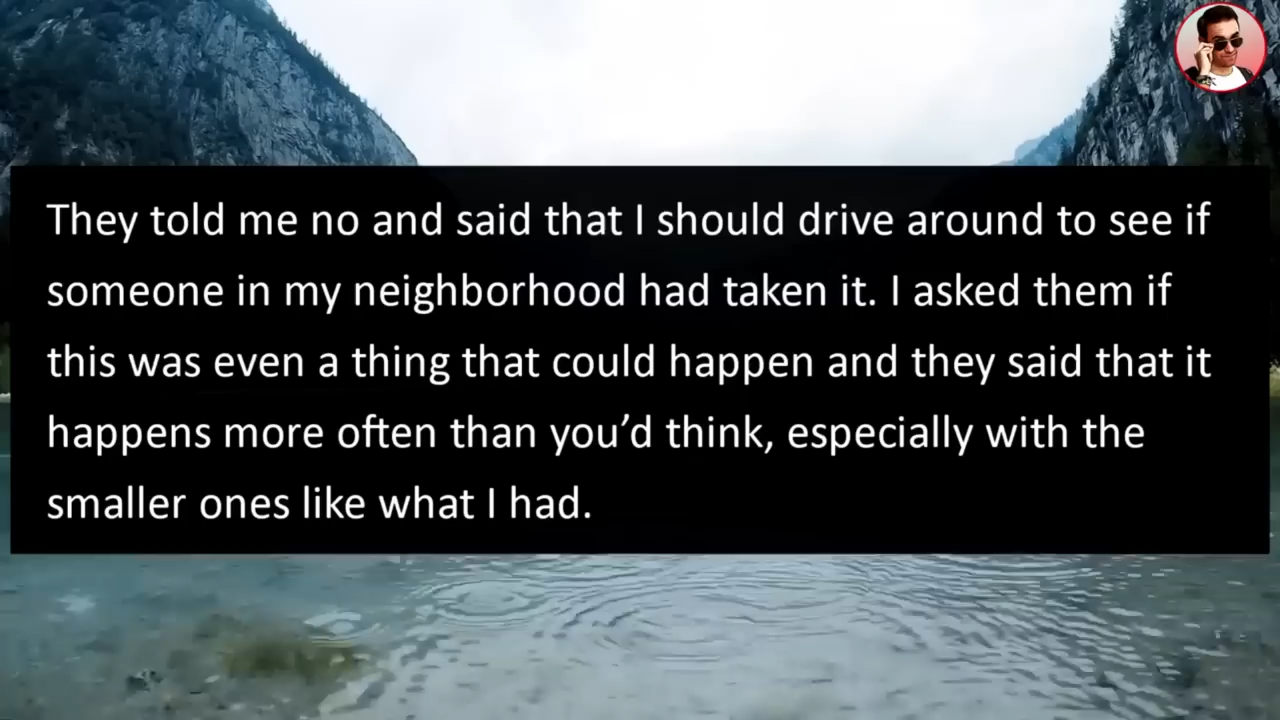 They told me no and said that I should drive around to see if
someone in my neighborhood had taken it. I asked them if
this was even a thing that could happen and they said that it
happens more often than you’d think, especially with the
smaller ones like what I had.